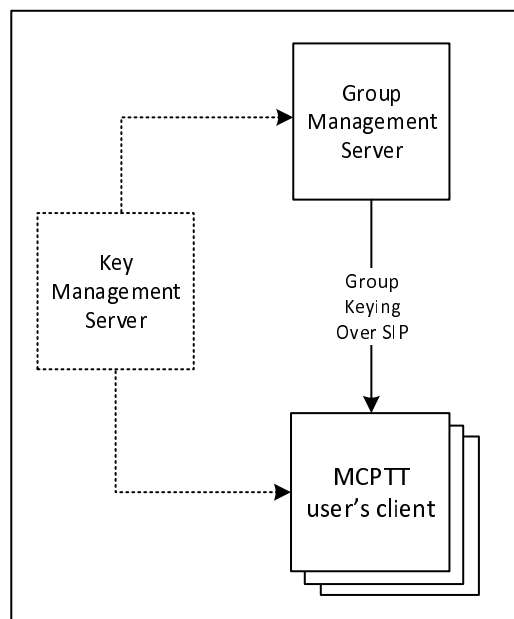 Group
Management
Server
Key
Management
Server
Group
Keying
Over SIP
MCPTT
user's client